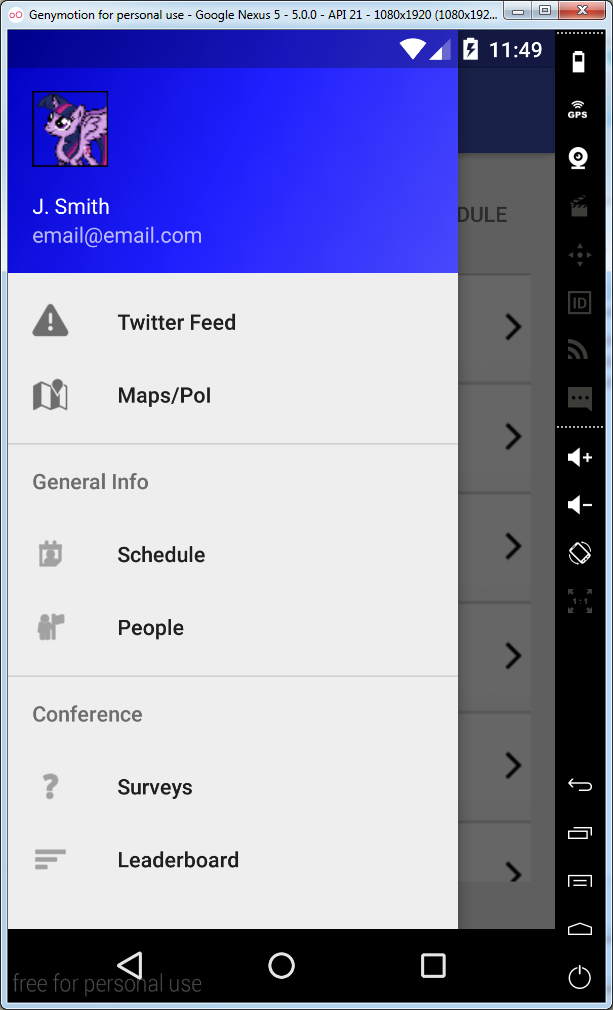 Genymotion for personal use - Google Nexus 5 - 5.0.0 - API 21 - 1080x1920 (1080x192...
11:49
GPS
J. Smith
email@email.com
DULE
ID
Twitter Feed
Maps/PoI
General Info
Schedule
1:1
People
Conference
Surveys
Leaderboard
free for personal use